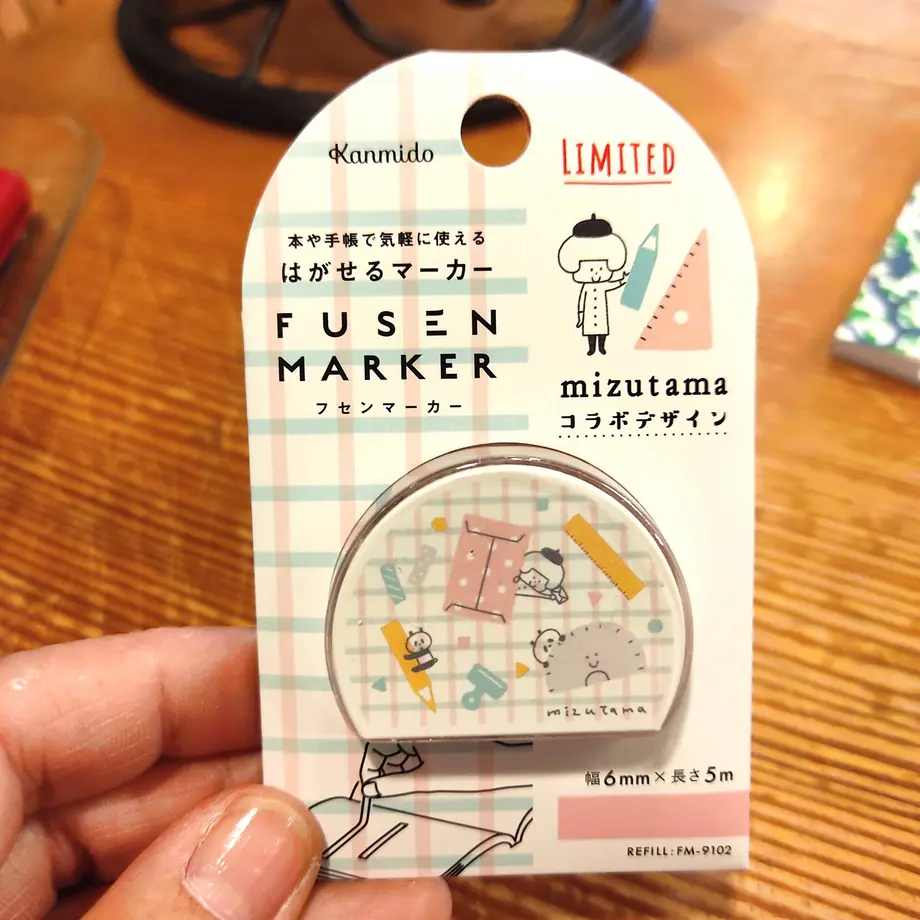 Kanmido
LIMITED
本や手帳で気軽に使える
はがせるマーカー
FUSEN
MARKER
フセンマーカー
mizutama
コラボデザイン
mizutama
幅6mm×長さ5m
REFILL:FM-9102